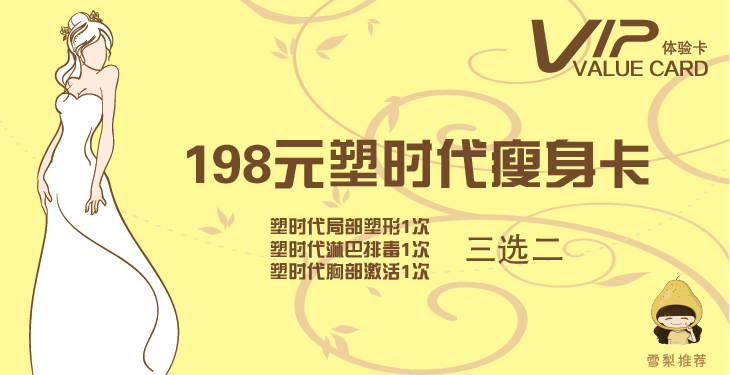 VIP 体验卡
VALUE CARD
198元塑时代瘦身卡
塑时代局部塑形1次
塑时代淋巴排毒1次
塑时代胸部激活1次
三选二
雪梨推荐